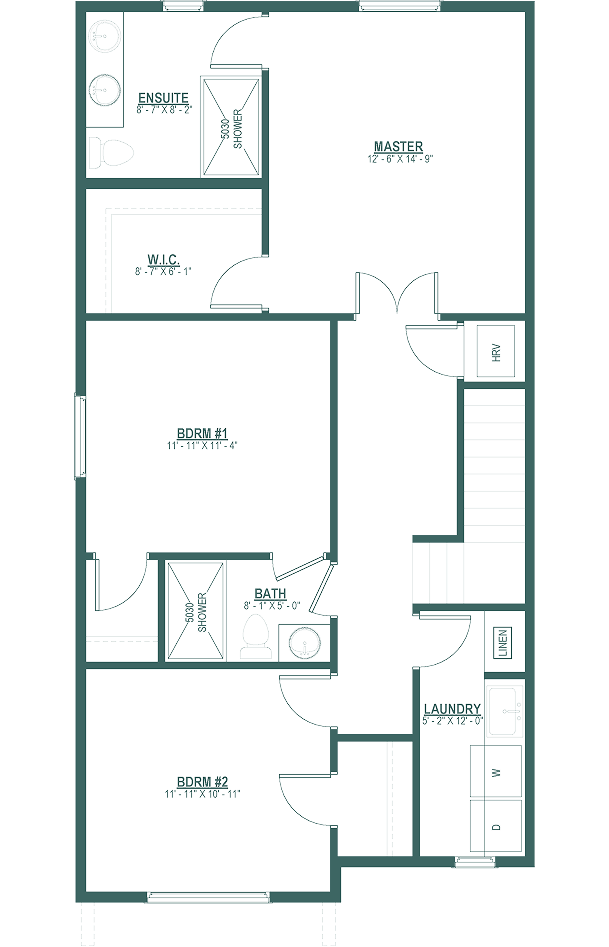 ENSUITE
8' - 7" X 8' - 2"
5030
SHOWER
MASTER
12' - 6" X 14' - 9"
W.I.C.
8' - 7" X 6' - 1"
HRV
BDRM #1
11' - 11" X 11' - 4"
BATH
8' - 1" X 5' - 0"
5030
SHOWER
LINEN
LAUNDRY
5' - 2" X 12' - 0"
W
BDRM #2
11' - 11" X 10' - 11"
D